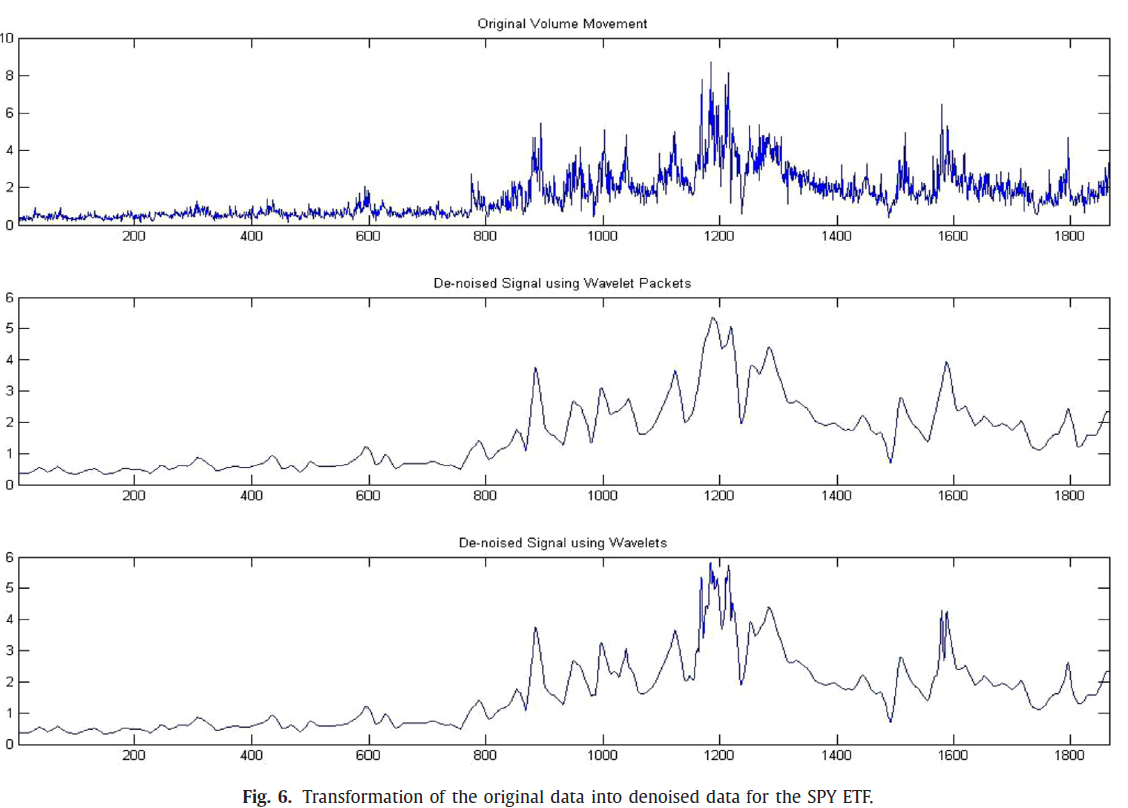 Original Volume Movement
10
8
6
4
2
0
200 400 600 800 1000 1200 1400 1600 1800
De-noised Signal using Wavelet Packets
6
5
4
3
2
1
0
200 400 600 800 1000 1200 1400 1600 1800
De-noised Signal using Wavelets
6
5
4
3
2
1
0
200 400 600 800 1000 1200 1400 1600 1800
Fig. 6. Transformation of the original data into denoised data for the SPY ETF.